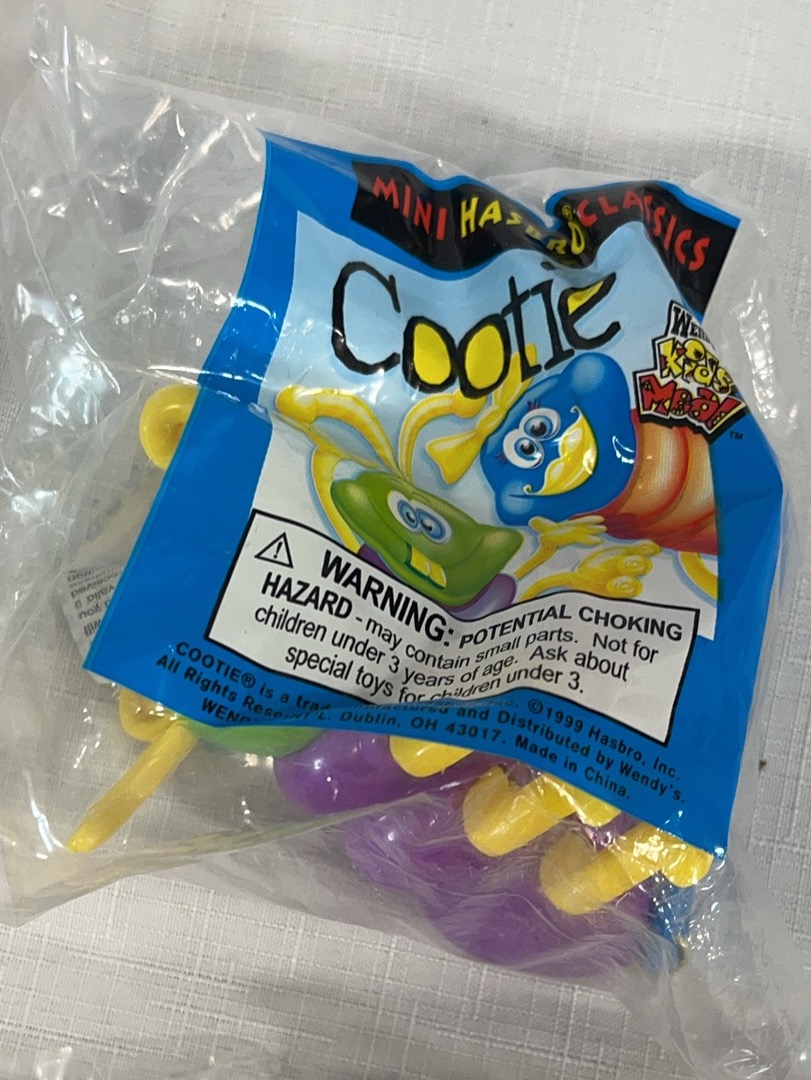 MINI HASBRO CLASSICS
Cootie
Kids
Meal
TM
WARNING: POTENTIAL CHOKING
HAZARD - may contain small parts. Not for
children under 3 years of age. Ask about
special toys for children under 3.
COOTIE® is a ©1999 Hasbro, Inc.
All Rights and Distributed by Wendy's.
Dublin, OH 43017. Made in China.